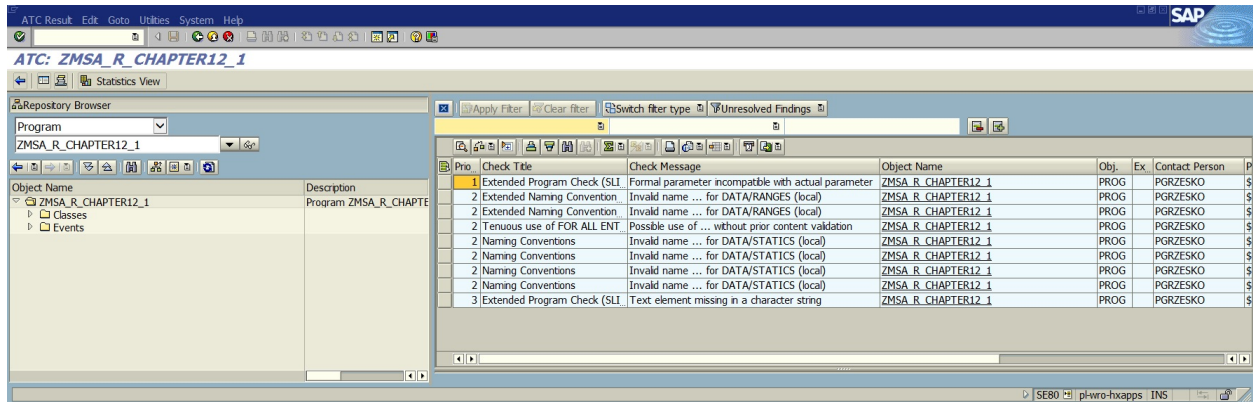 ATC Result Edit Goto Utilities System Help
SAP
ATC: ZMSA_R_CHAPTER12_1
Statistics View
Repository Browser
Program
ZMSA_R_CHAPTER12_1
Object Name Description
ZMSA_R_CHAPTER12_1 Program ZMSA_R_CHAPTE
Classes
Events
Apply Filter Clear filter Switch filter type Unresolved Findings
Prio... Check Title Check Message Object Name Obj. Ex Contact Person P
1 Extended Program Check (SLI... Formal parameter incompatible with actual parameter ZMSA_R_CHAPTER12_1 PROG PGRZESKO $
2 Extended Naming Convention... Invalid name ... for DATA/RANGES (local) ZMSA_R_CHAPTER12_1 PROG PGRZESKO $
2 Extended Naming Convention... Invalid name ... for DATA/RANGES (local) ZMSA_R_CHAPTER12_1 PROG PGRZESKO $
2 Tenuous use of FOR ALL ENT... Possible use of ... without prior content validation ZMSA_R_CHAPTER12_1 PROG PGRZESKO $
2 Naming Conventions Invalid name ... for DATA/STATICS (local) ZMSA_R_CHAPTER12_1 PROG PGRZESKO $
2 Naming Conventions Invalid name ... for DATA/STATICS (local) ZMSA_R_CHAPTER12_1 PROG PGRZESKO $
2 Naming Conventions Invalid name ... for DATA/STATICS (local) ZMSA_R_CHAPTER12_1 PROG PGRZESKO $
2 Naming Conventions Invalid name ... for DATA/STATICS (local) ZMSA_R_CHAPTER12_1 PROG PGRZESKO $
3 Extended Program Check (SLI... Text element missing in a character string ZMSA_R_CHAPTER12_1 PROG PGRZESKO $
SE80 pl-wro-hxapps INS